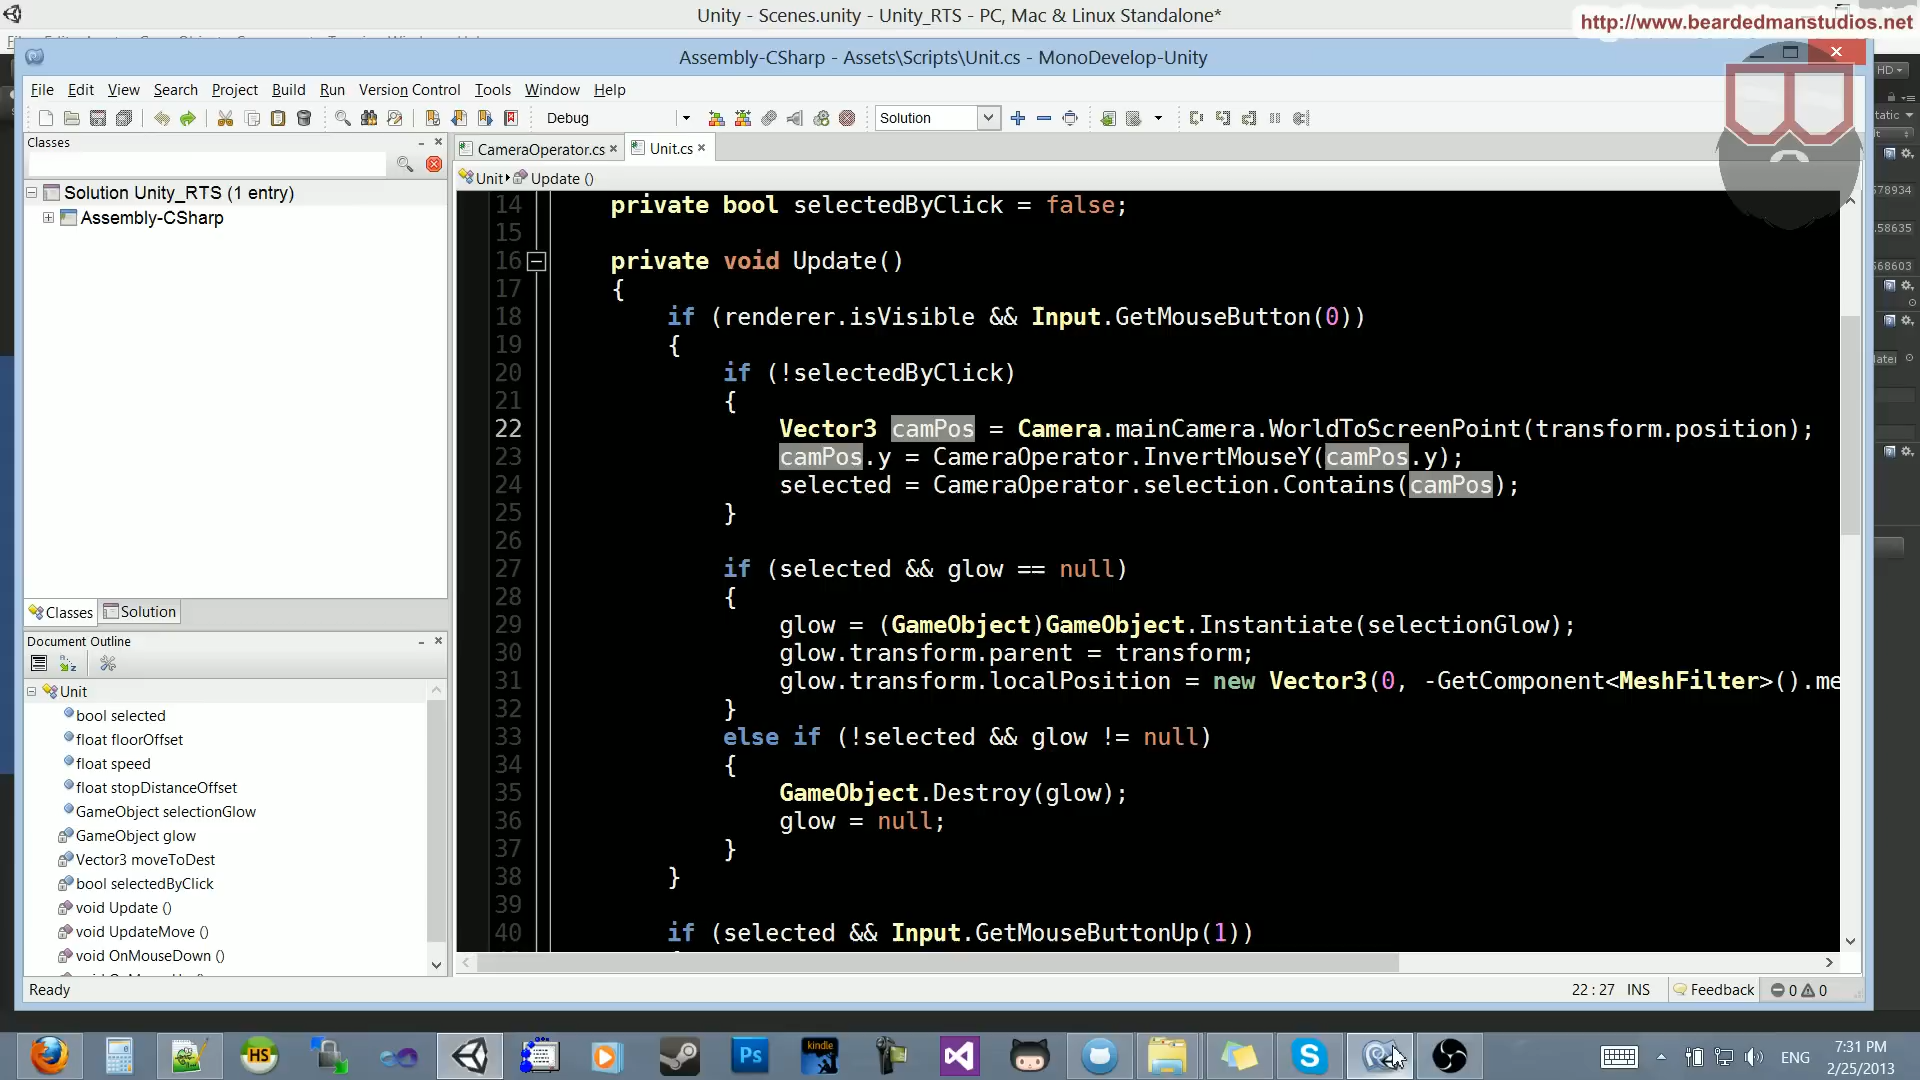 Unity - Scenes.unity - Unity_RTS - PC, Mac & Linux Standalone*
http://www.beardedmanstudios.net
Assembly-CSharp - Assets\Scripts\Unit.cs - MonoDevelop-Unity
HD
File Edit View Search Project Build Run Version Control Tools Window Help
Debug
Solution
Classes
CameraOperator.cs
Unit.cs
Unit
Update ()
Solution Unity_RTS (1 entry)
Assembly-CSharp
14 private bool selectedByClick = false;
15
16 private void Update()
17 {
18 if (renderer.isVisible && Input.GetMouseButton(0))
19 {
20 if (!selectedByClick)
21 {
22 Vector3 camPos = Camera.mainCamera.WorldToScreenPoint(transform.position);
23 camPos.y = CameraOperator.InvertMouseY(camPos.y);
24 selected = CameraOperator.selection.Contains(camPos);
25 }
26
27 if (selected && glow == null)
28 {
29 glow = (GameObject)GameObject.Instantiate(selectionGlow);
30 glow.transform.parent = transform;
31 glow.transform.localPosition = new Vector3(0, -GetComponent<MeshFilter>().me
32 }
33 else if (!selected && glow != null)
34 {
35 GameObject.Destroy(glow);
36 glow = null;
37 }
38 }
39
40 if (selected && Input.GetMouseButtonUp(1))
Classes
Solution
Document Outline
Unit
bool selected
float floorOffset
float speed
float stopDistanceOffset
GameObject selectionGlow
GameObject glow
Vector3 moveToDest
bool selectedByClick
void Update ()
void UpdateMove ()
void OnMouseDown ()
578934
.58635
568603
Ready
22 : 27 INS
Feedback
0 0
HS
Ps
kindle
S
ENG
7:31 PM
2/25/2013